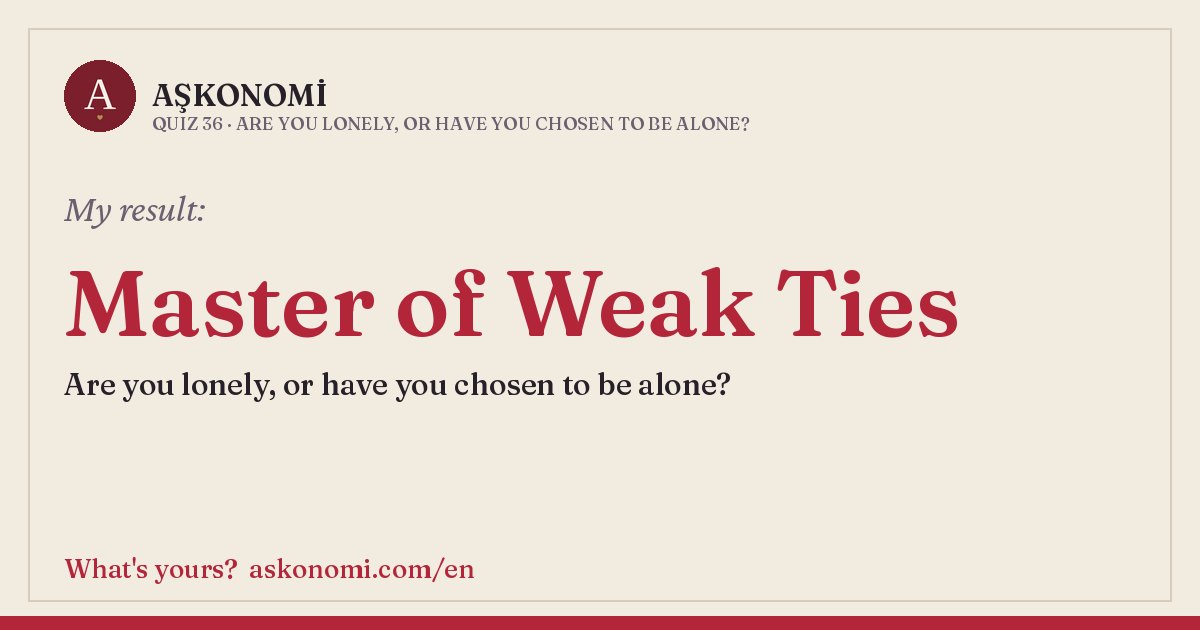 A
AŞKONOMİ
QUIZ 36 · ARE YOU LONELY, OR HAVE YOU CHOSEN TO BE ALONE?
My result:
Master of Weak Ties
Are you lonely, or have you chosen to be alone?
What's yours? askonomi.com/en